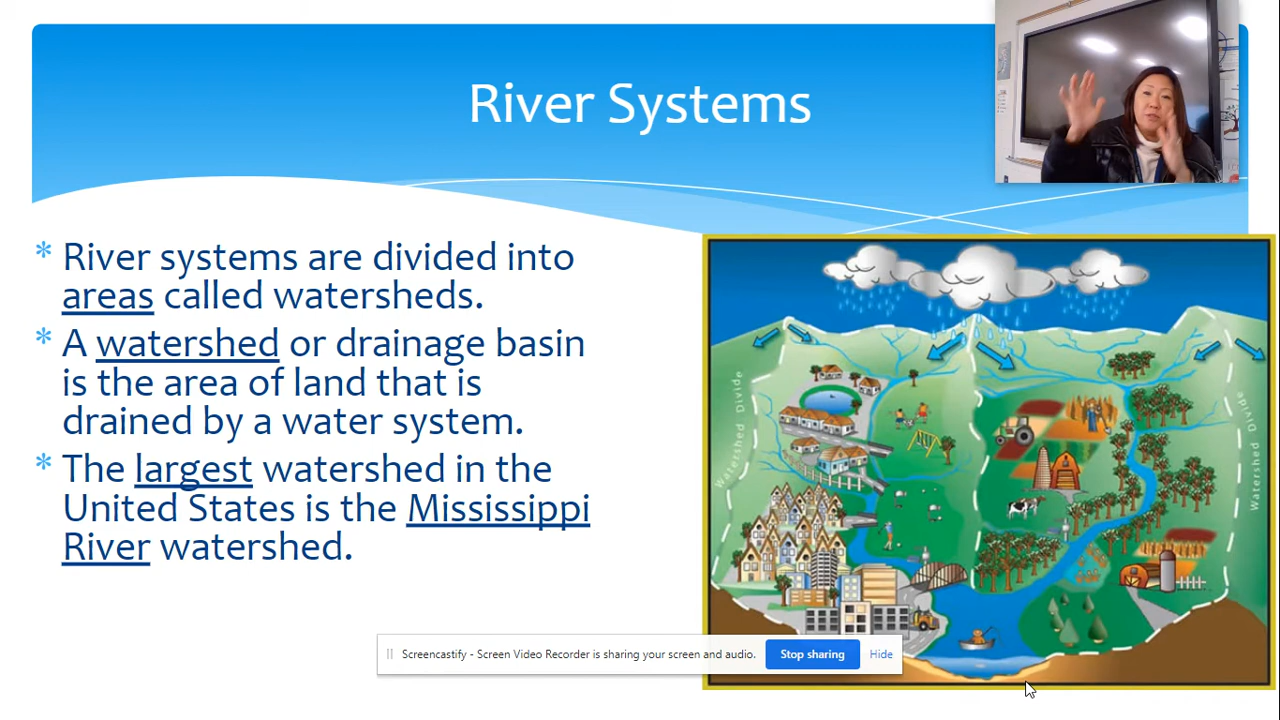 River Systems
* River systems are divided into
areas called watersheds.
* A watershed or drainage basin
is the area of land that is
drained by a water system.
* The largest watershed in the
United States is the Mississippi
River watershed.
Watershed Divide
Watershed Divide
Screencastify - Screen Video Recorder is sharing your screen and audio.
Stop sharing
Hide